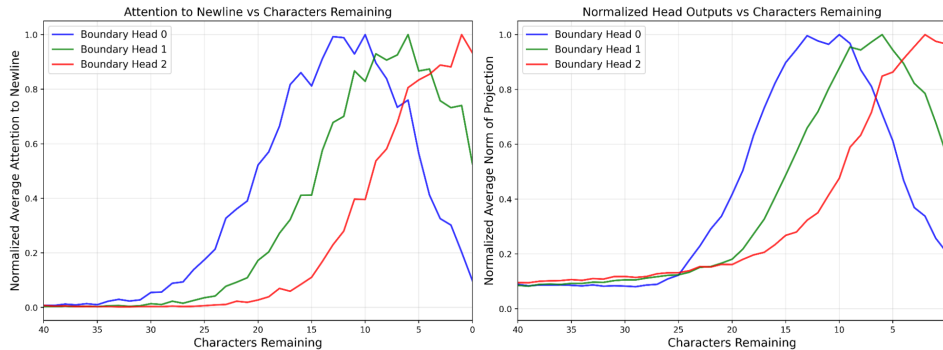 Attention to Newline vs Characters Remaining
Normalized Average Attention to Newline
1.0
0.8
0.6
0.4
0.2
0.0
Boundary Head 0
Boundary Head 1
Boundary Head 2
40 35 30 25 20 15 10 5 0
Characters Remaining
Normalized Head Outputs vs Characters Remaining
Normalized Average Norm of Projection
1.0
0.8
0.6
0.4
0.2
0.0
Boundary Head 0
Boundary Head 1
Boundary Head 2
40 35 30 25 20 15 10 5 0
Characters Remaining